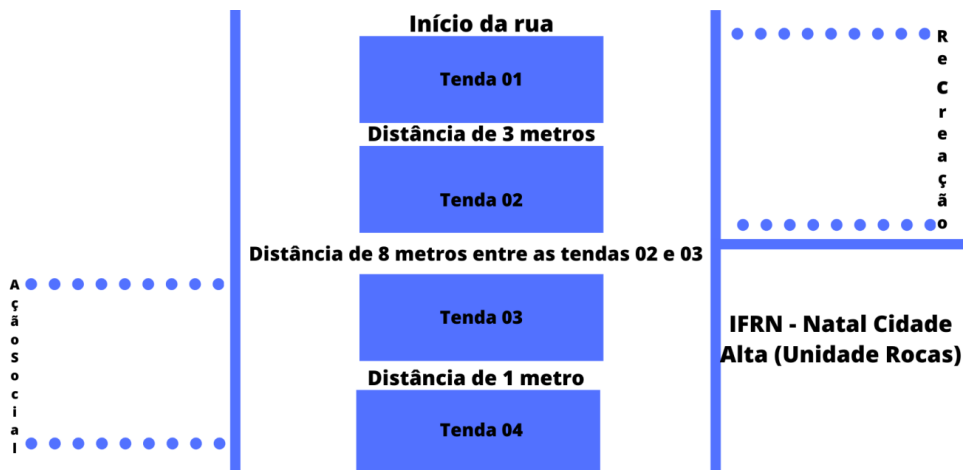 Início da rua
Tenda 01
Distância de 3 metros
Tenda 02
Distância de 8 metros entre as tendas 02 e 03
Tenda 03
Distância de 1 metro
Tenda 04
ReCreação
AçãoSocial
IFRN - Natal Cidade
Alta (Unidade Rocas)